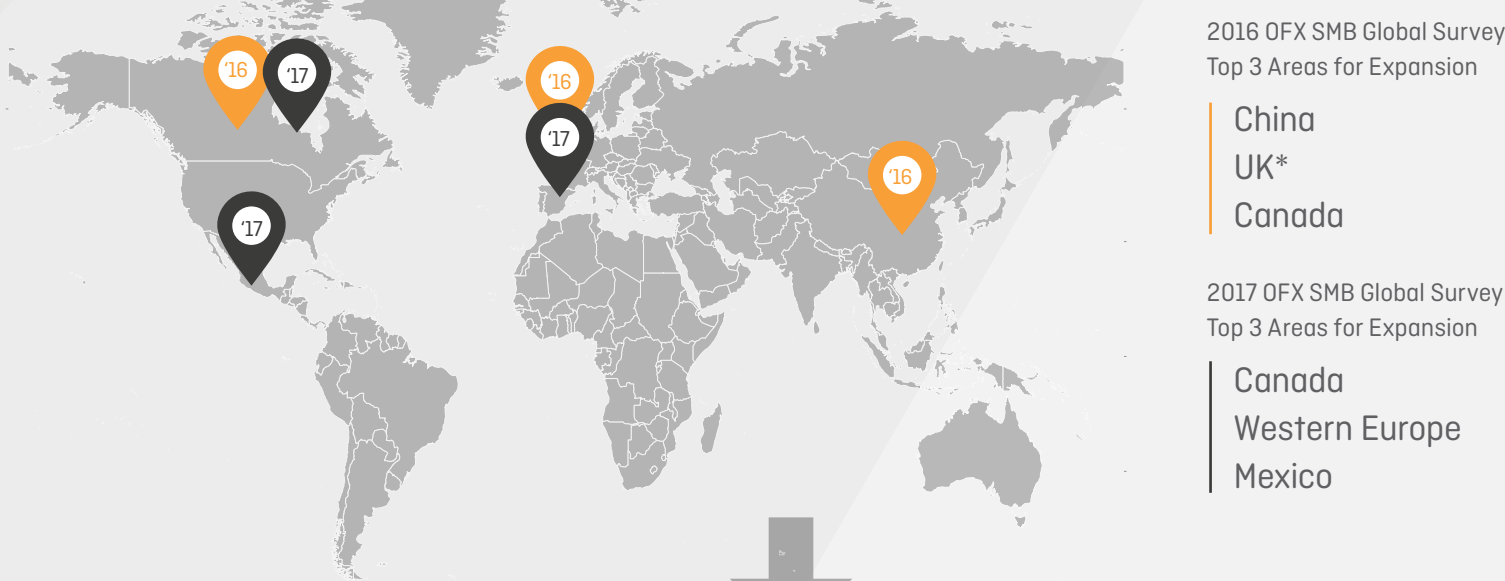 ‘16
‘17
‘16
‘17
‘16
‘17
2016 OFX SMB Global Survey
Top 3 Areas for Expansion
China
UK*
Canada
2017 OFX SMB Global Survey
Top 3 Areas for Expansion
Canada
Western Europe
Mexico